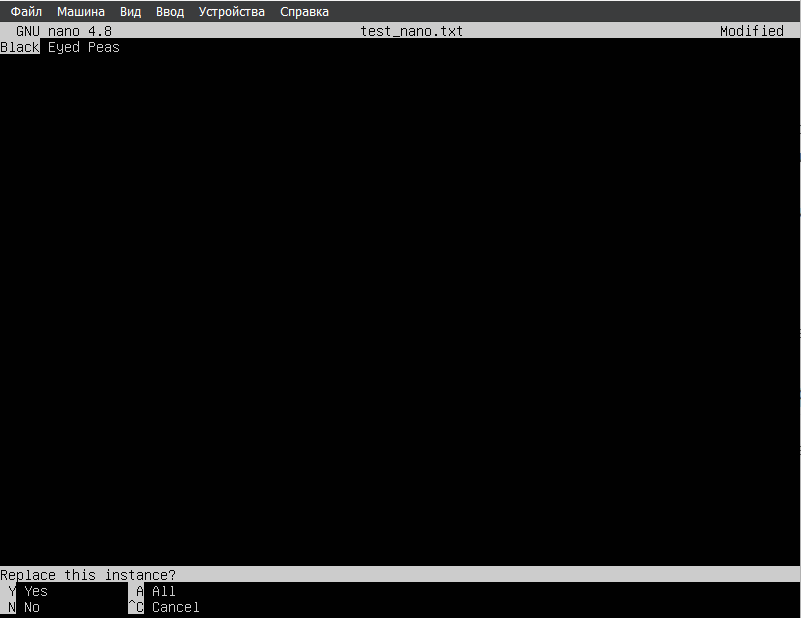 Файл Машина Вид Ввод Устройства Справка
GNU nano 4.8 test_nano.txt Modified
Black Eyed Peas
Replace this instance?
Y Yes A All
N No ^C Cancel